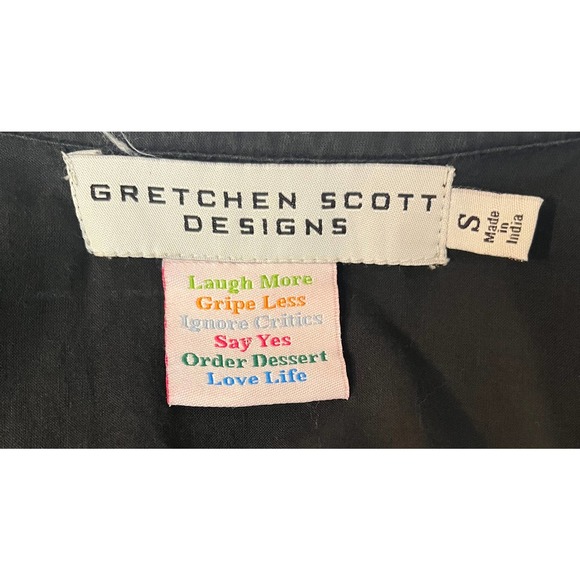 GRETCHEN SCOTT
DESIGNS
S
Made
in
India
Laugh More
Gripe Less
Ignore Critics
Say Yes
Order Dessert
Love Life